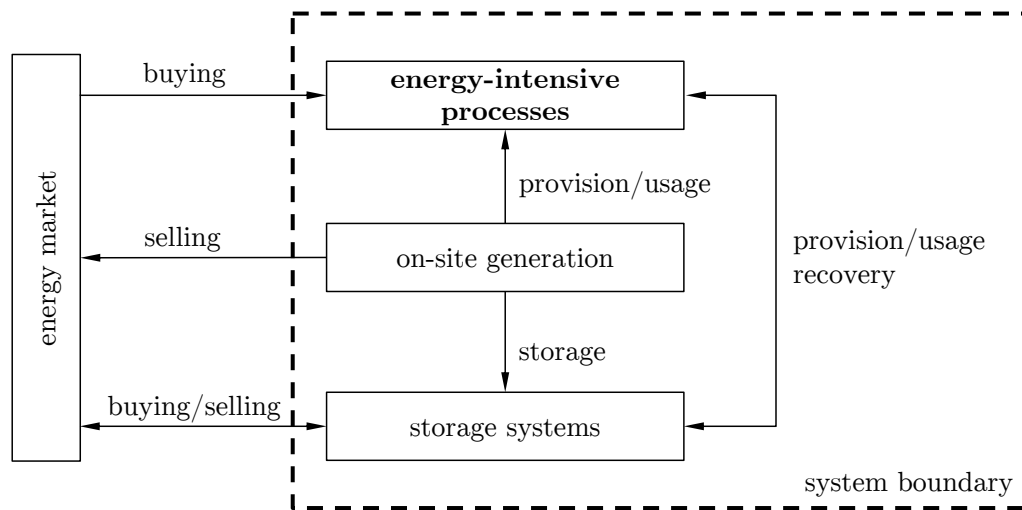 buying
energy-intensive
processes
provision/usage
energy market
selling
on-site generation
provision/usage
recovery
storage
buying/selling
storage systems
system boundary